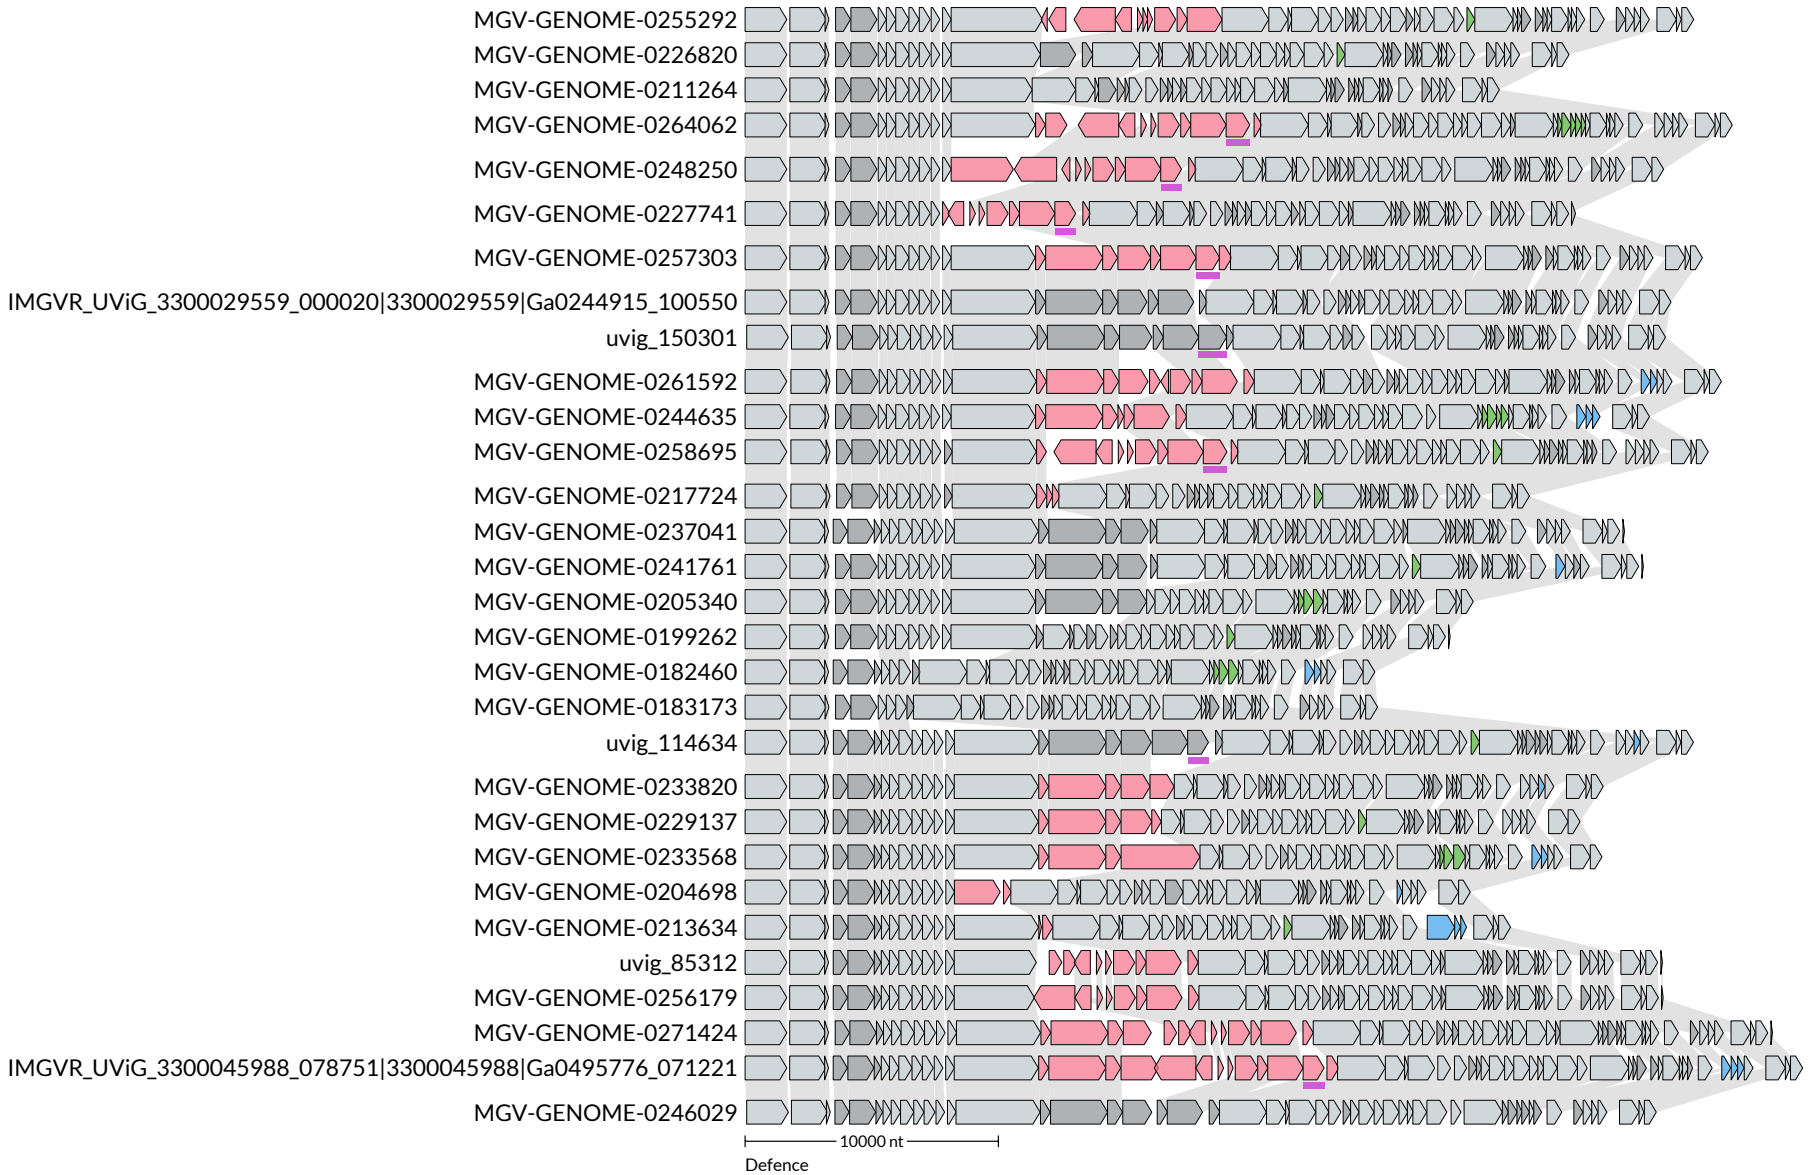 MGV-GENOME-0255292
MGV-GENOME-0226820
MGV-GENOME-0211264
MGV-GENOME-0264062
MGV-GENOME-0248250
MGV-GENOME-0227741
MGV-GENOME-0257303
IMGVR_UViG_3300029559_000020|3300029559|Ga0244915_100550
uvig_150301
MGV-GENOME-0261592
MGV-GENOME-0244635
MGV-GENOME-0258695
MGV-GENOME-0217724
MGV-GENOME-0237041
MGV-GENOME-0241761
MGV-GENOME-0205340
MGV-GENOME-0199262
MGV-GENOME-0182460
MGV-GENOME-0183173
uvig_114634
MGV-GENOME-0233820
MGV-GENOME-0229137
MGV-GENOME-0233568
MGV-GENOME-0204698
MGV-GENOME-0213634
uvig_85312
MGV-GENOME-0256179
MGV-GENOME-0271424
IMGVR_UViG_3300045988_078751|3300045988|Ga0495776_071221
MGV-GENOME-0246029
10000 nt
Defence